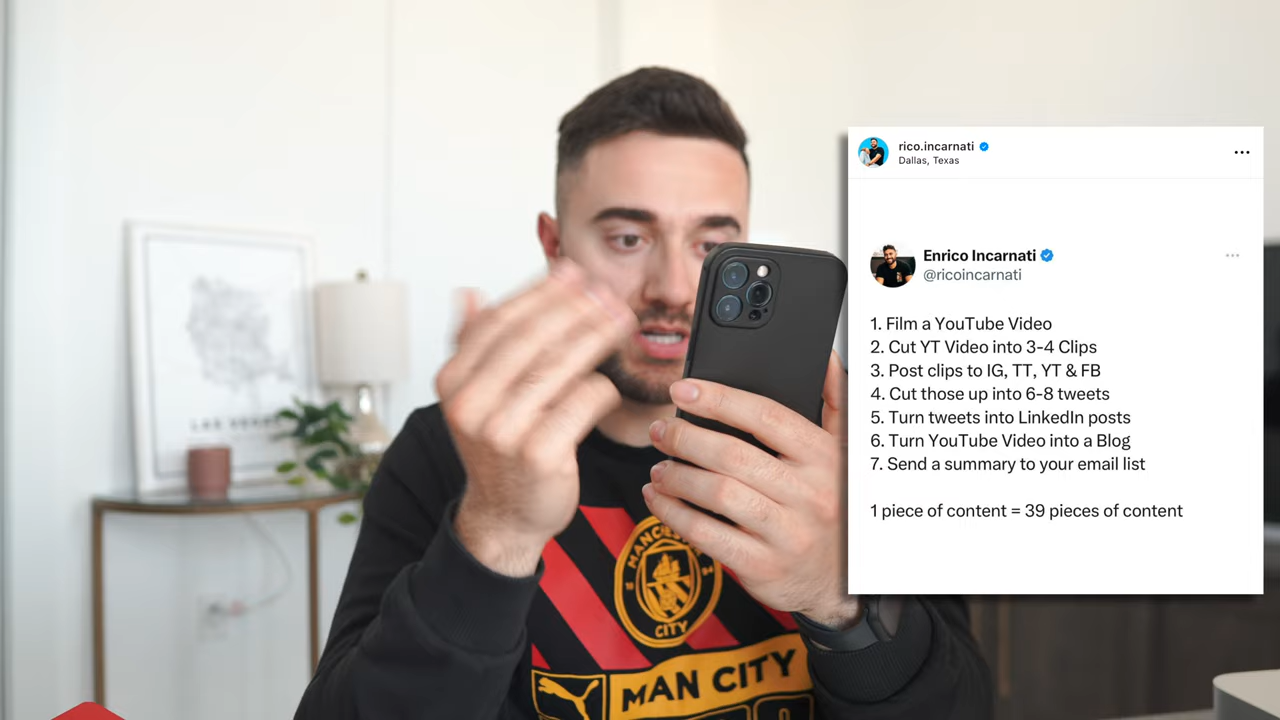 rico.incarnati
Dallas, Texas
Enrico Incarnati
@ricoincarnati
1. Film a YouTube Video
2. Cut YT Video into 3-4 Clips
3. Post clips to IG, TT, YT & FB
4. Cut those up into 6-8 tweets
5. Turn tweets into LinkedIn posts
6. Turn YouTube Video into a Blog
7. Send a summary to your email list
1 piece of content = 39 pieces of content
LAS VEGAS
MANCHESTER
CITY
MAN CITY